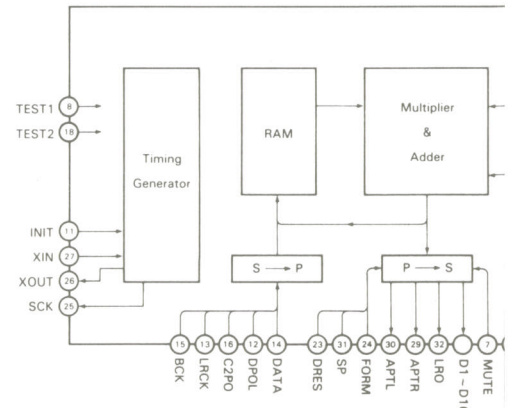 TEST1 8
TEST2 18
Timing
Generator
RAM
Multiplier
&
Adder
INIT 11
XIN 27
XOUT 26
SCK 25
S P
P S
15 13 16 12 14 23 31 24 30 29 32 7
BCK LRCK C2PO DPOL DATA DRES SP FORM APTL APTR LRO D1~ MUTE